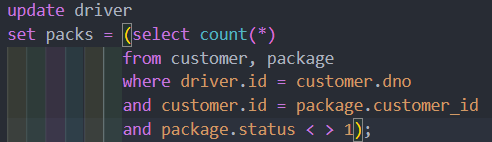 update driver
set packs = (select count(*)
from customer, package
where driver.id = customer.dno
and customer.id = package.customer_id
and package.status < > 1);